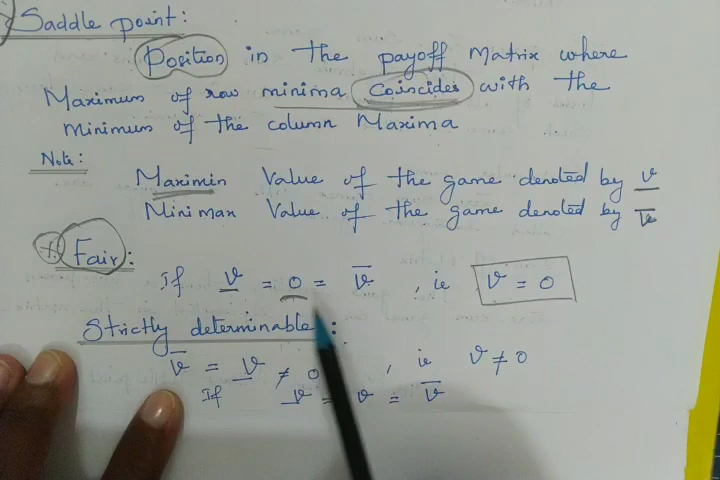 Saddle point:
Position in the payoff Matrix where
Maximum of row minima Coincides with the
Minimum of the column Maxima
Note:
Maximin Value of the game denoted by v̲
Minimax Value of the game denoted by v̅
* Fair:
If v̲ = 0 = v̅ , ie v = 0
Strictly determinable:
v̅ = v̲ ≠ 0 , ie v ≠ 0
If v̲ = v = v̅